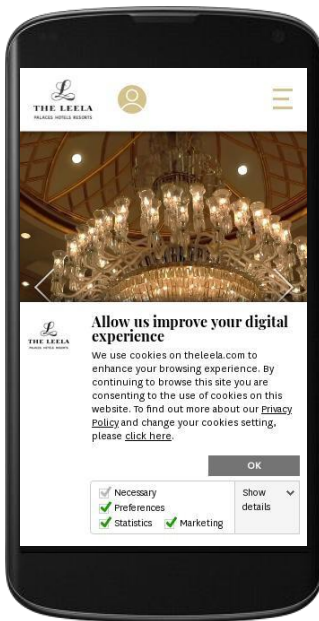 THE LEELA
PALACES HOTELS RESORTS
THE LEELA
PALACES HOTELS RESORTS
Allow us improve your digital
experience
We use cookies on theleela.com to
enhance your browsing experience. By
continuing to browse this site you are
consenting to the use of cookies on this
website. To find out more about our Privacy
Policy and change your cookies setting,
please click here.
OK
Necessary
Preferences
Statistics Marketing
Show
details